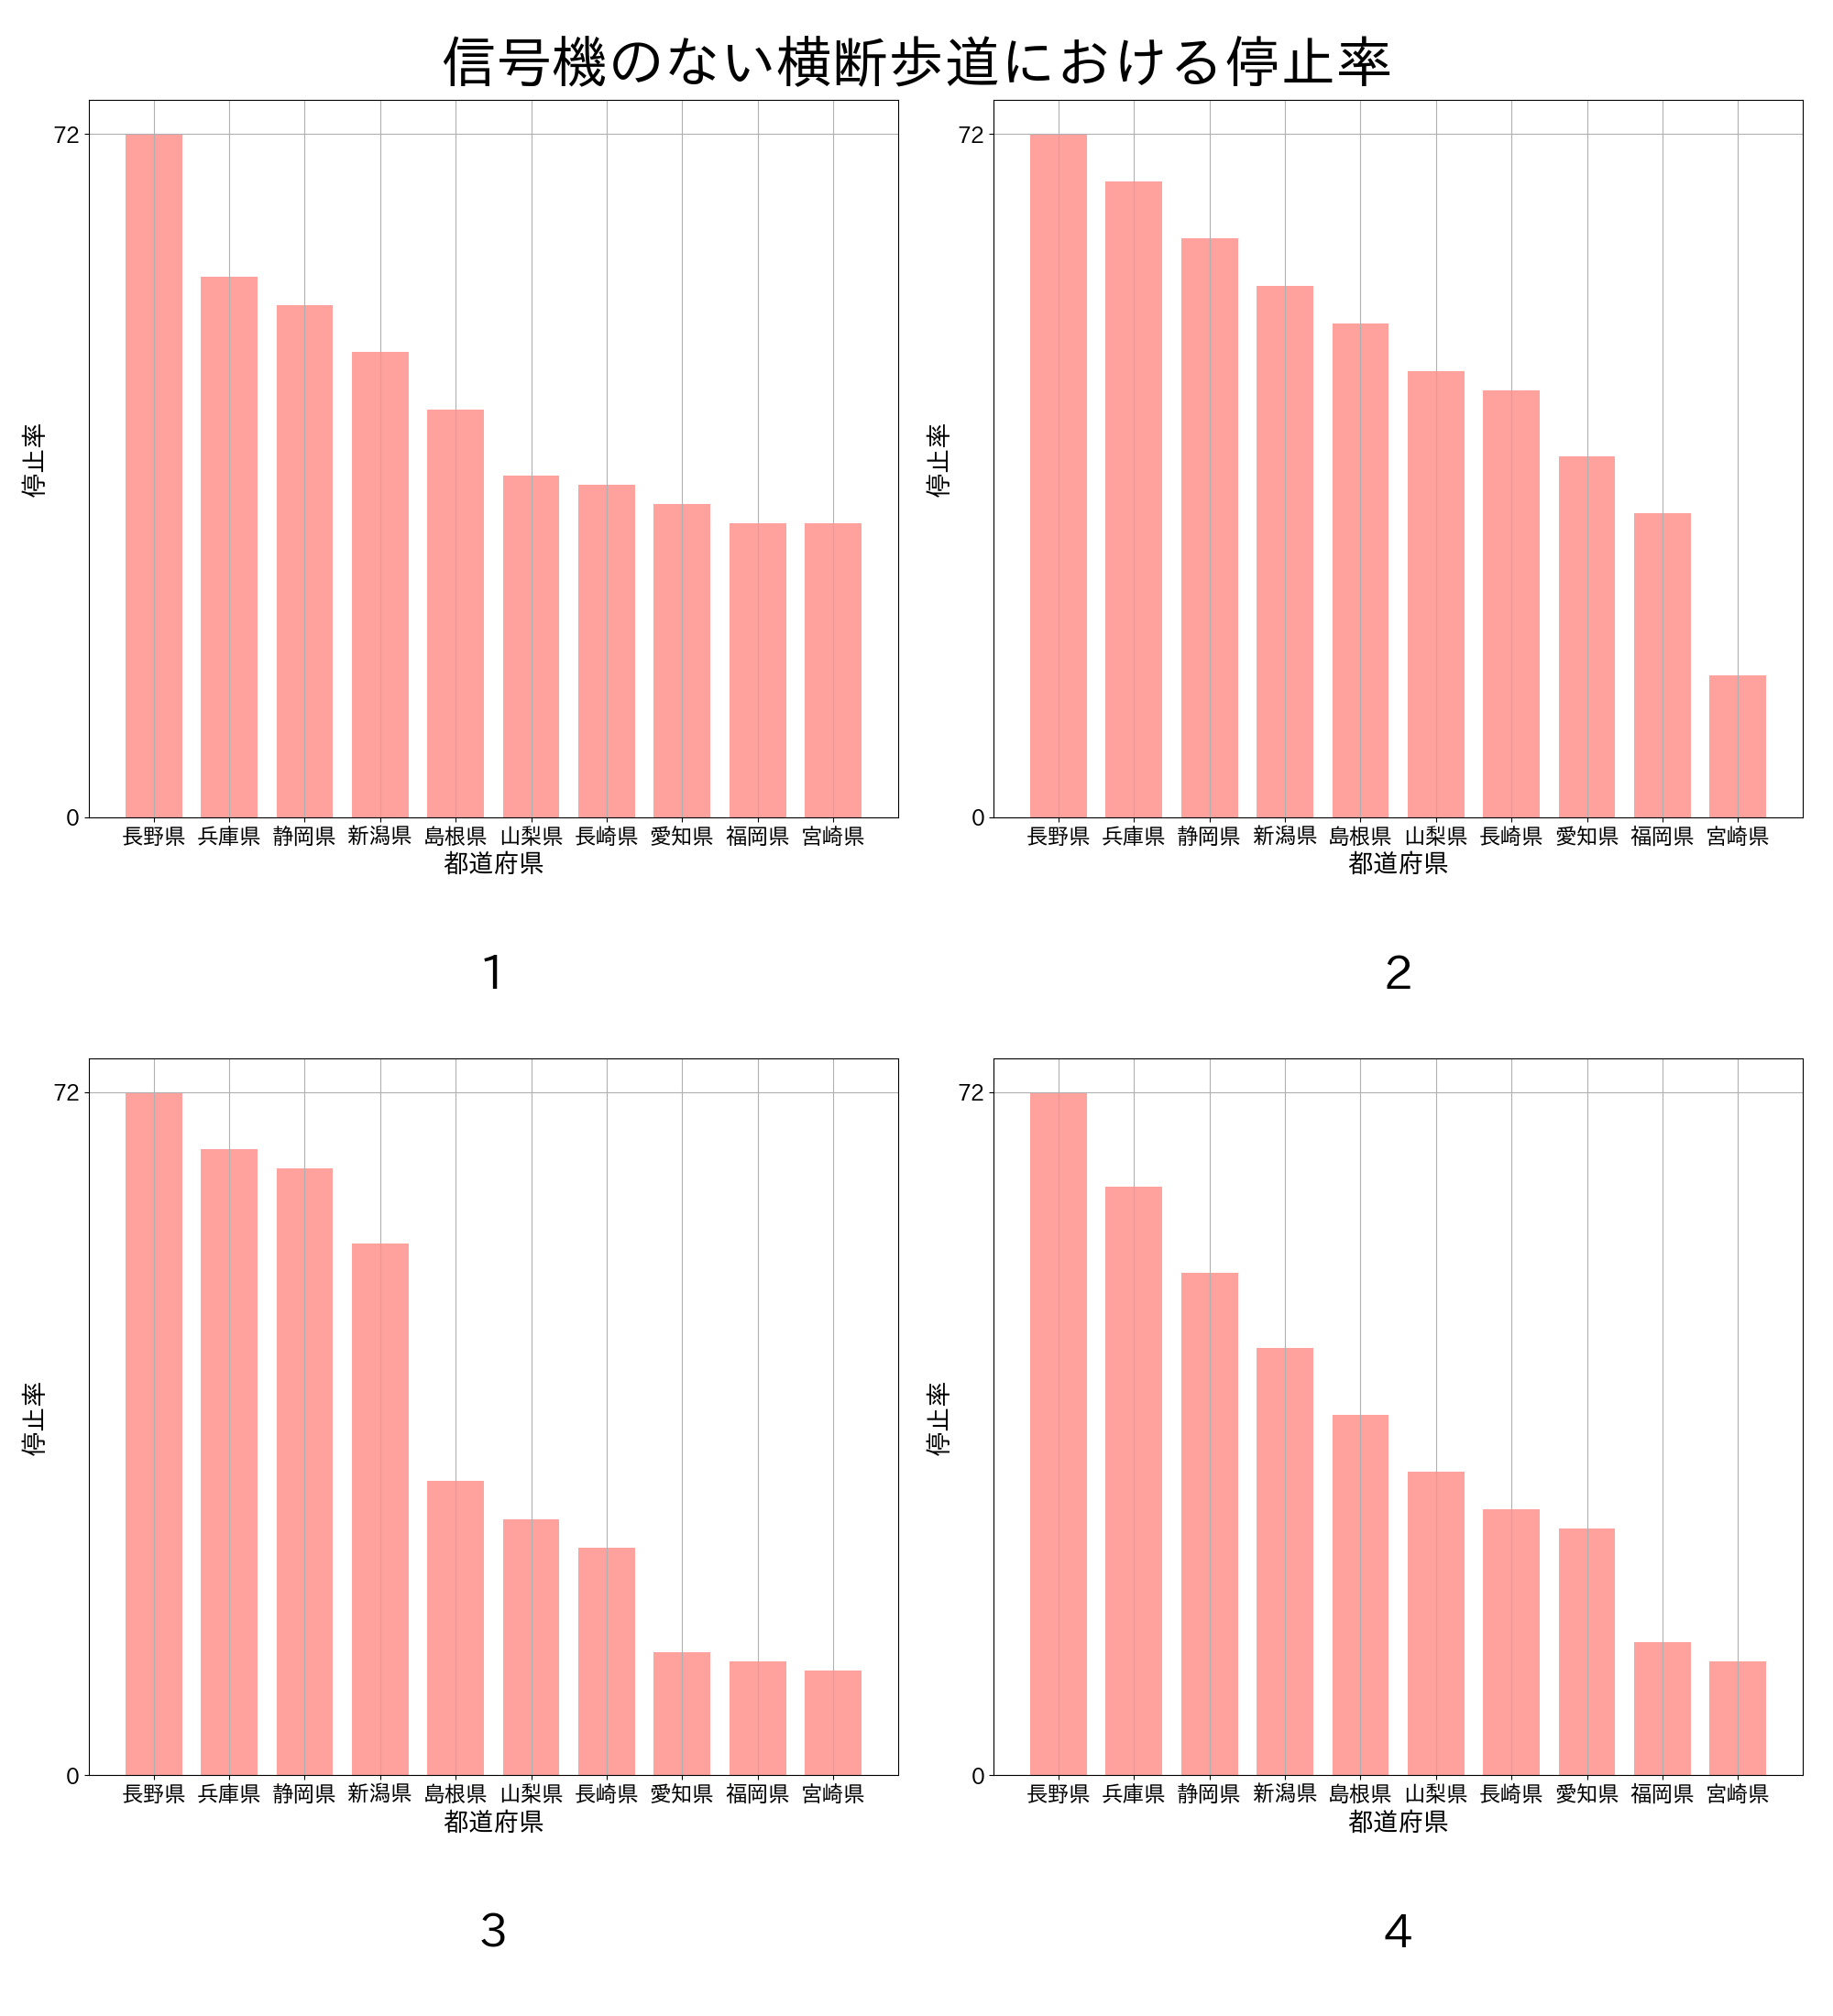 信号機のない横断歩道における停止率
72
0
停止率
長野県 兵庫県 静岡県 新潟県 島根県 山梨県 長崎県 愛知県 福岡県 宮崎県
都道府県
1
72
0
停止率
長野県 兵庫県 静岡県 新潟県 島根県 山梨県 長崎県 愛知県 福岡県 宮崎県
都道府県
2
72
0
停止率
長野県 兵庫県 静岡県 新潟県 島根県 山梨県 長崎県 愛知県 福岡県 宮崎県
都道府県
3
72
0
停止率
長野県 兵庫県 静岡県 新潟県 島根県 山梨県 長崎県 愛知県 福岡県 宮崎県
都道府県
4